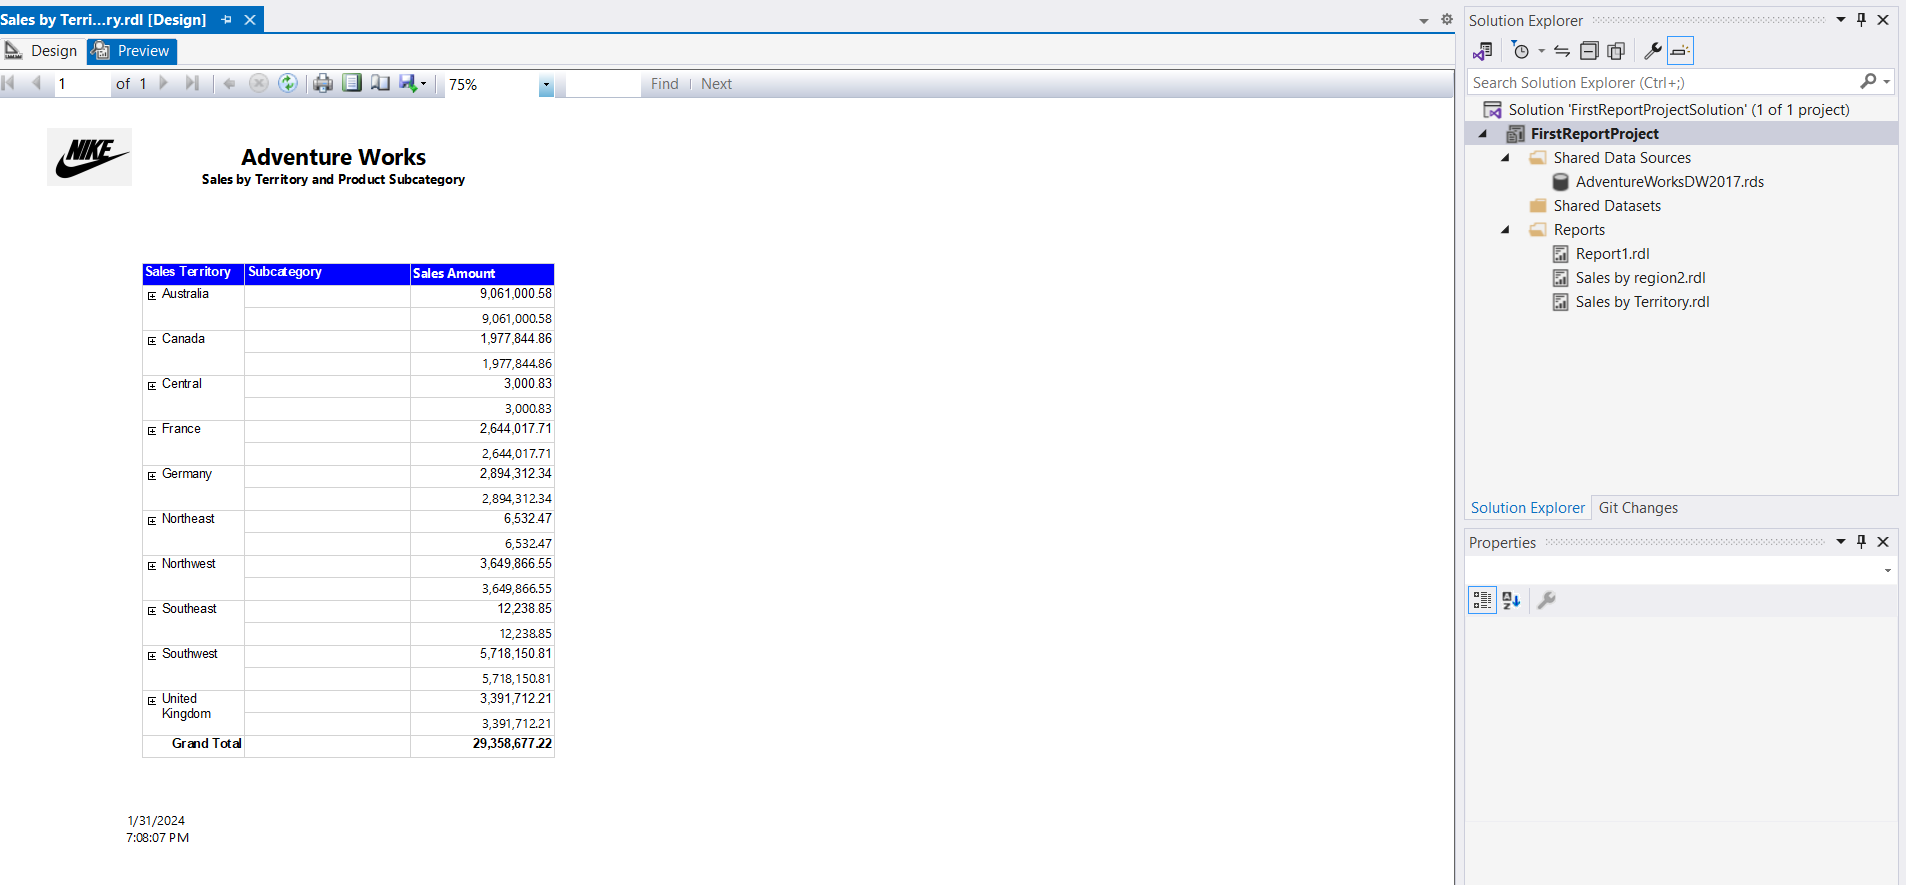 Sales by Terri...ry.rdl [Design]
Design Preview
1 of 1 75% Find Next
NIKE
Adventure Works
Sales by Territory and Product Subcategory
Sales Territory Subcategory Sales Amount
Australia 9,061,000.58
9,061,000.58
Canada 1,977,844.86
1,977,844.86
Central 3,000.83
3,000.83
France 2,644,017.71
2,644,017.71
Germany 2,894,312.34
2,894,312.34
Northeast 6,532.47
6,532.47
Northwest 3,649,866.55
3,649,866.55
Southeast 12,238.85
12,238.85
Southwest 5,718,150.81
5,718,150.81
United 3,391,712.21
Kingdom
3,391,712.21
Grand Total 29,358,677.22
1/31/2024
7:08:07 PM
Solution Explorer
Search Solution Explorer (Ctrl+;)
Solution 'FirstReportProjectSolution' (1 of 1 project)
FirstReportProject
Shared Data Sources
AdventureWorksDW2017.rds
Shared Datasets
Reports
Report1.rdl
Sales by region2.rdl
Sales by Territory.rdl
Solution Explorer Git Changes
Properties